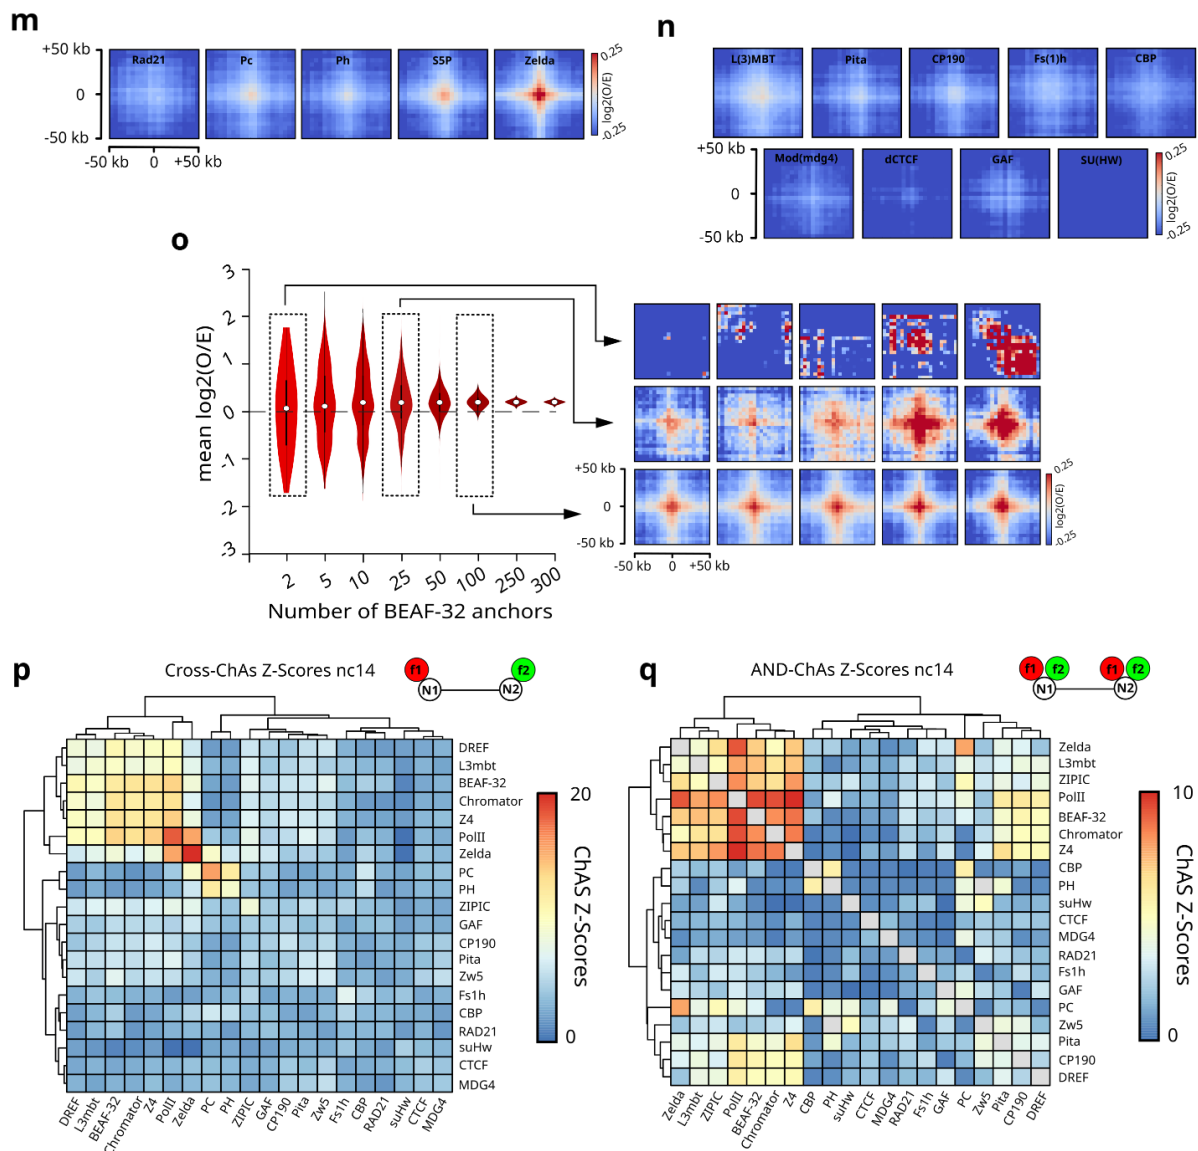 m
+50 kb
0
-50 kb
Rad21
Pc
Ph
S5P
Zelda
0.25
log2(O/E)
-0.25
-50 kb
0
+50 kb
n
L(3)MBT
Pita
CP190
Fs(1)h
CBP
+50 kb
0
-50 kb
Mod(mdg4)
dCTCF
GAF
SU(HW)
0.25
log2(O/E)
-0.25
o
mean log2(O/E)
3
2
1
0
-1
-2
-3
2
5
10
25
50
100
250
300
Number of BEAF-32 anchors
+50 kb
0
-50 kb
-50 kb
0
+50 kb
0.25
log2(O/E)
-0.25
p
Cross-ChAs Z-Scores nc14
f1
N1
N2
f2
DREF
L3mbt
BEAF-32
Chromator
Z4
PolII
Zelda
PC
PH
ZIPIC
GAF
CP190
Pita
Zw5
Fs1h
CBP
RAD21
suHw
CTCF
MDG4
DREF
L3mbt
BEAF-32
Chromator
Z4
PolII
Zelda
PC
PH
ZIPIC
GAF
CP190
Pita
Zw5
Fs1h
CBP
RAD21
suHw
CTCF
MDG4
20
ChAS Z-Scores
0
q
AND-ChAs Z-Scores nc14
f1
f2
N1
f1
f2
N2
Zelda
L3mbt
ZIPIC
PolII
BEAF-32
Chromator
Z4
CBP
PH
suHw
CTCF
MDG4
RAD21
Fs1h
GAF
PC
Zw5
Pita
CP190
DREF
Zelda
L3mbt
ZIPIC
PolII
BEAF-32
Chromator
Z4
CBP
PH
suHw
CTCF
MDG4
RAD21
Fs1h
GAF
PC
Zw5
Pita
CP190
DREF
10
ChAS Z-Scores
0